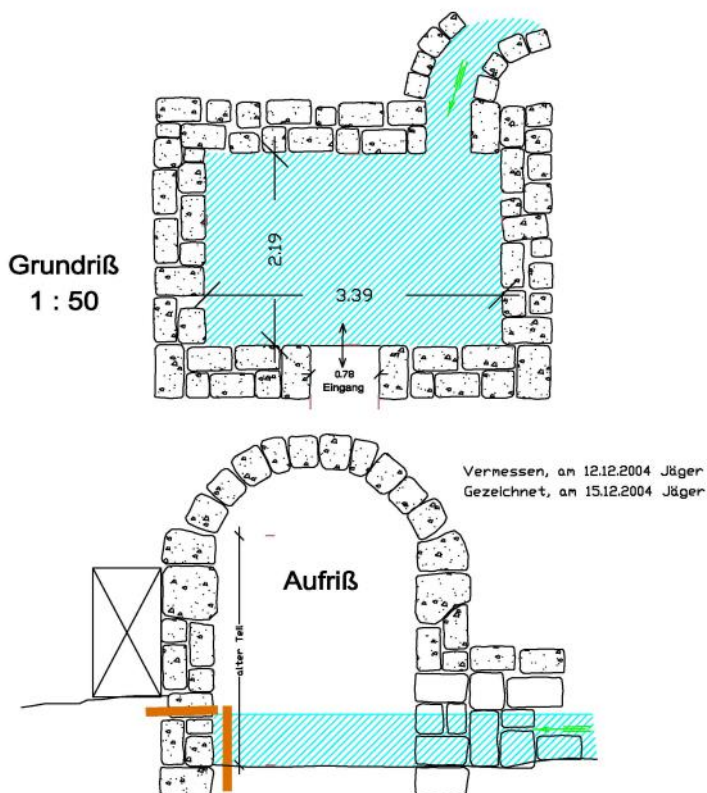 Grundriß
1 : 50
2.19
3.39
0.78
Eingang
Vermessen, am 12.12.2004 Jäger
Gezeichnet, am 15.12.2004 Jäger
Aufriß
alter Teil